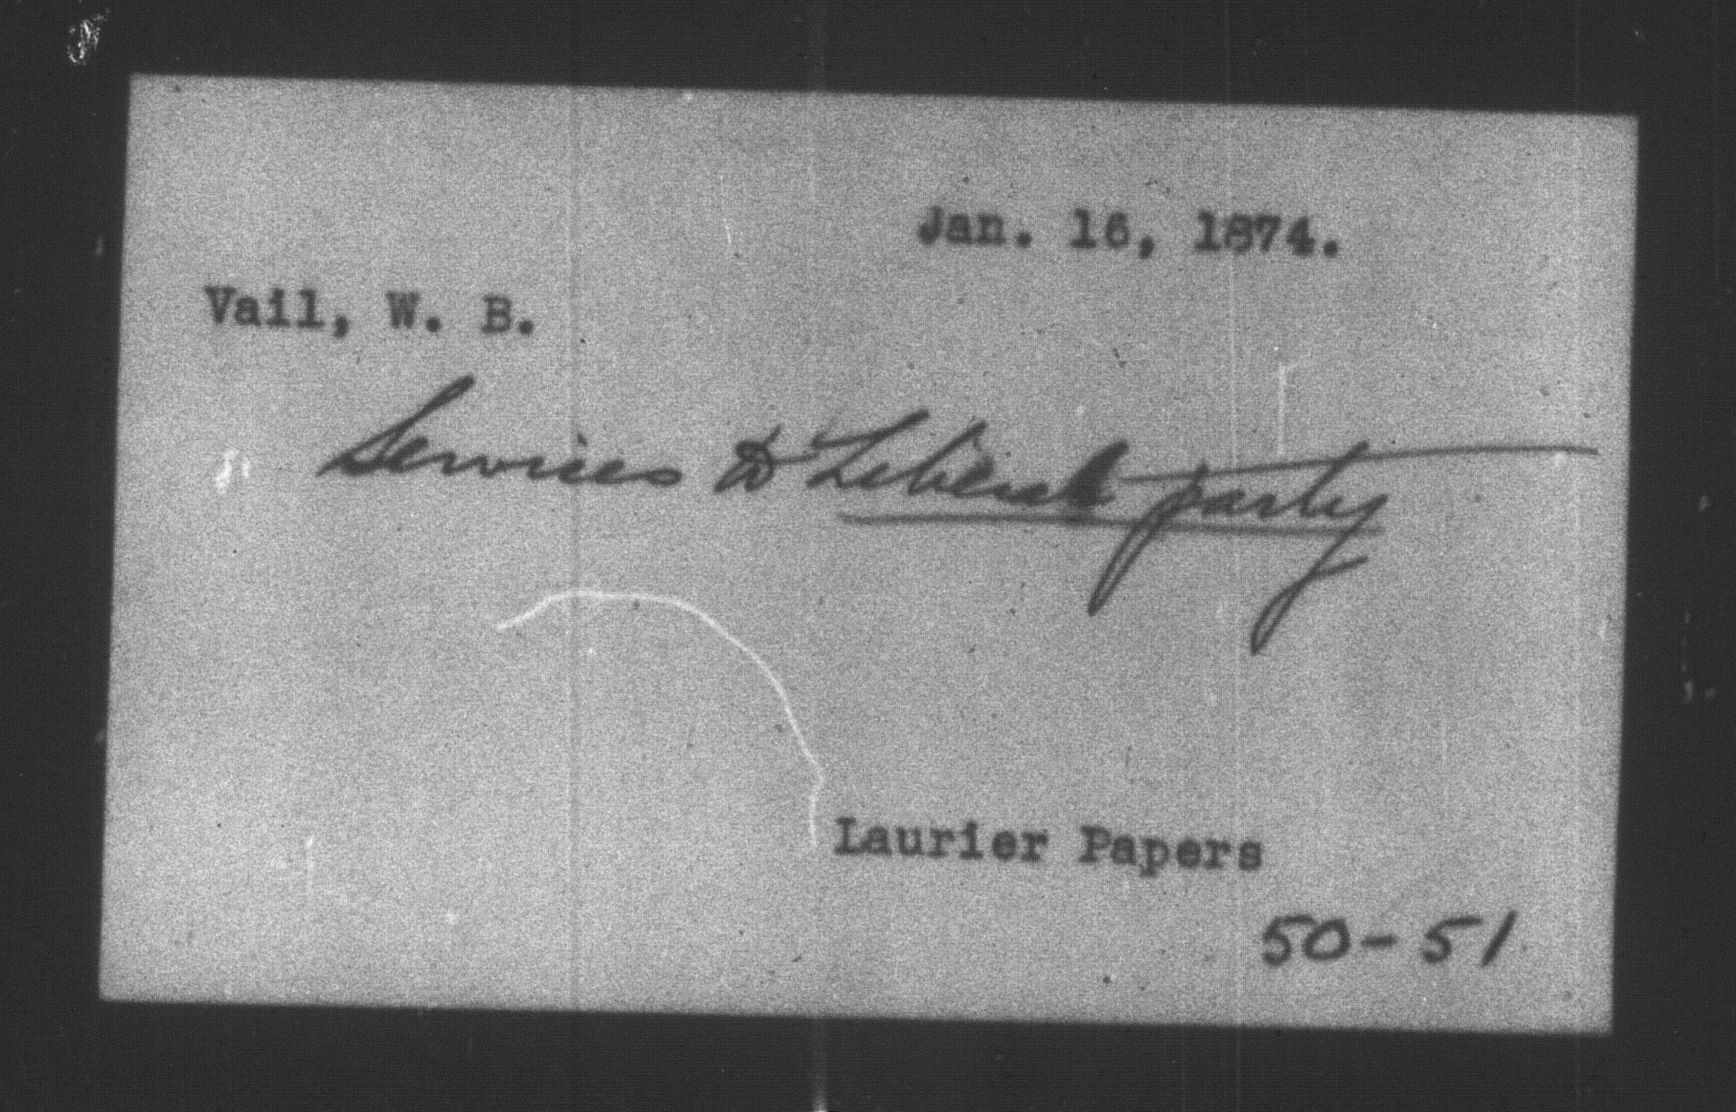 Jan. 16, 1874.
Vail, W. B.
Services to Liberal party
Laurier Papers
50-51